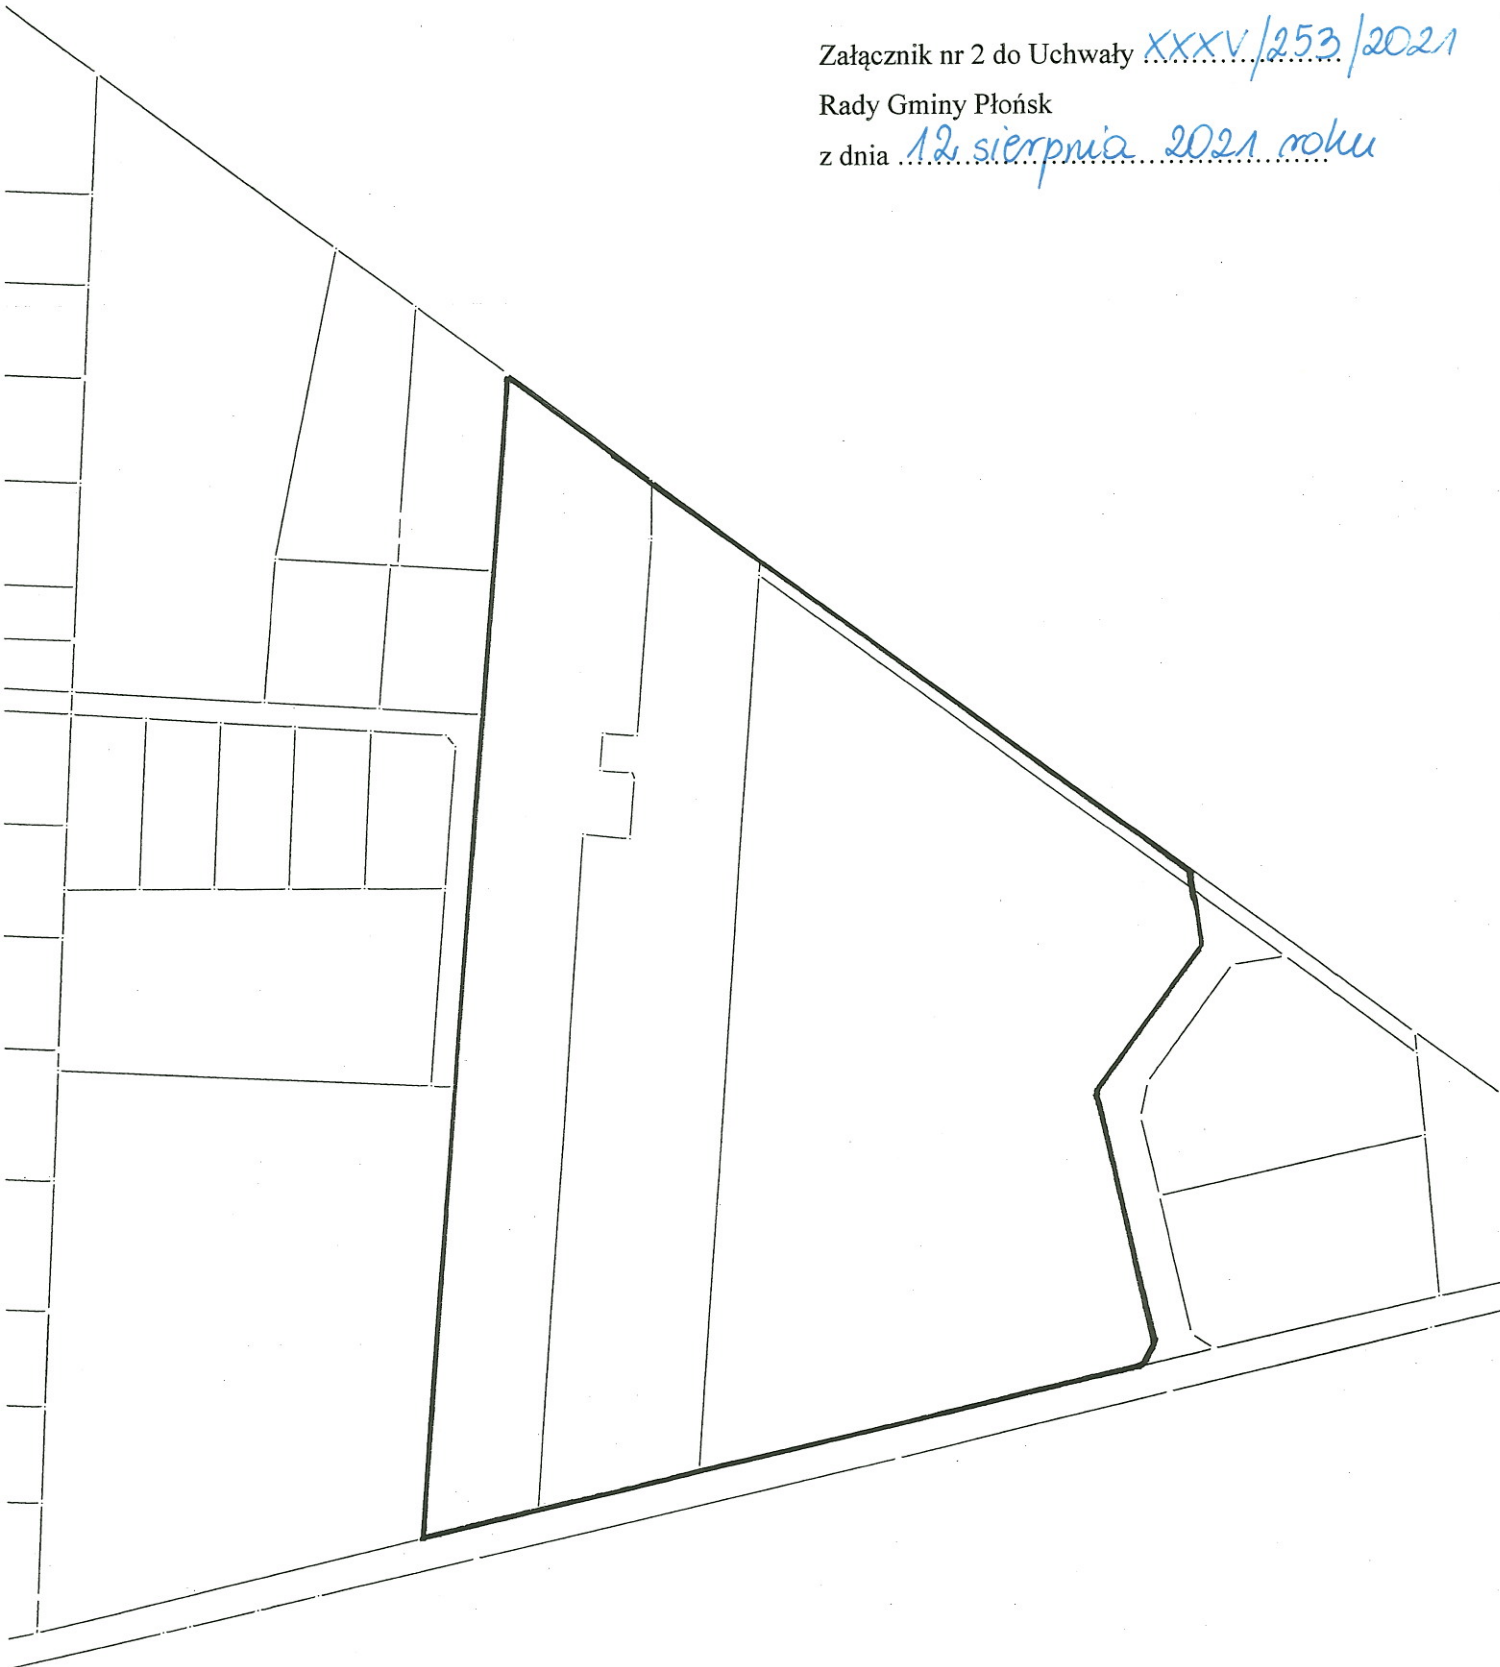 Załącznik nr 2 do Uchwały XXXV/253/2021
Rady Gminy Płońsk
z dnia 12 sierpnia 2021 roku